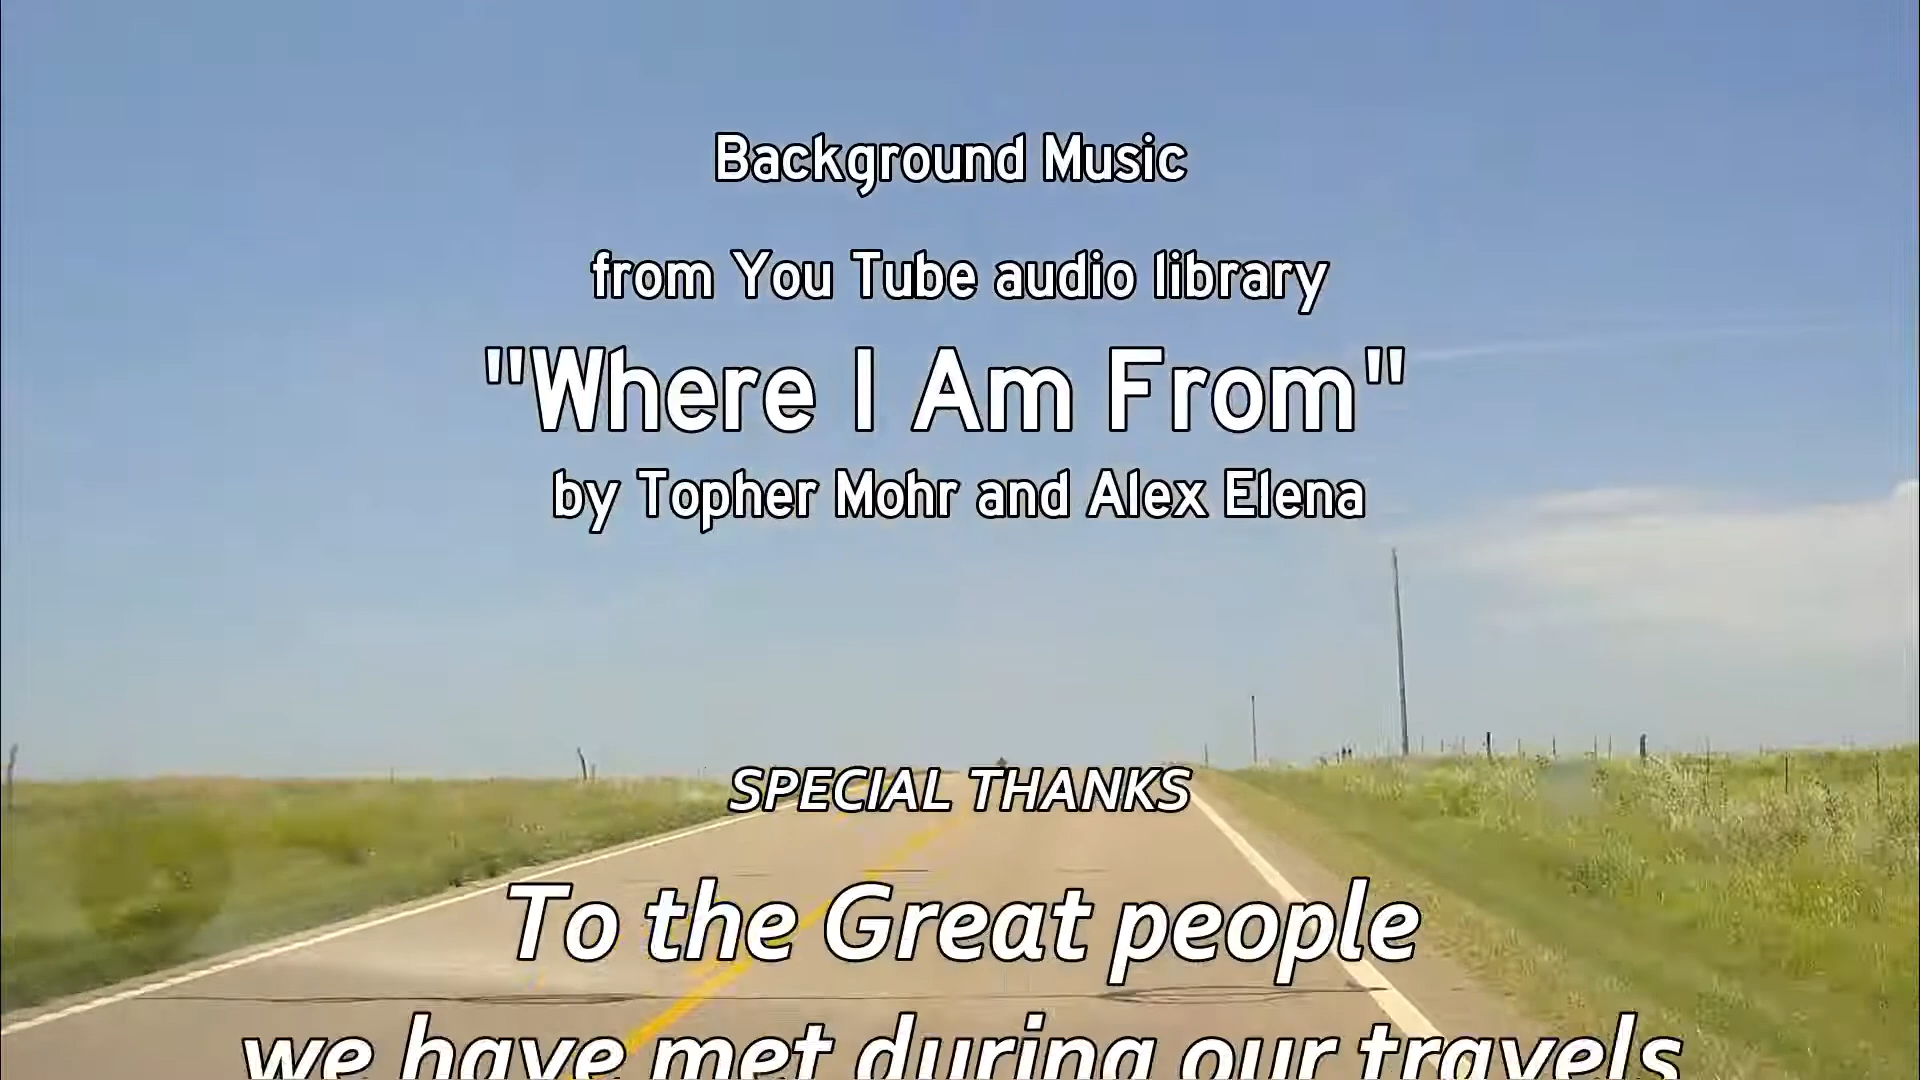 Background Music
from You Tube audio library
"Where I Am From"
by Topher Mohr and Alex Elena
SPECIAL THANKS
To the Great people
we have met during our travels